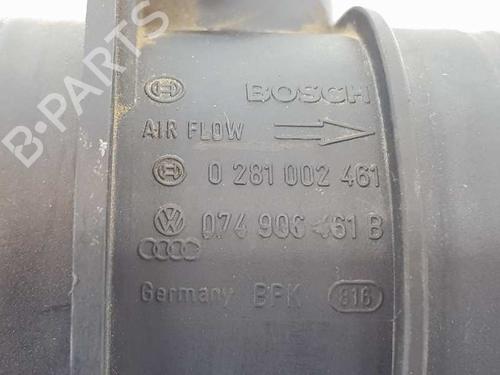 BOSCH
AIR FLOW
0 281 002 461
074 906 461 B
Germany BPK 816
B-Parts